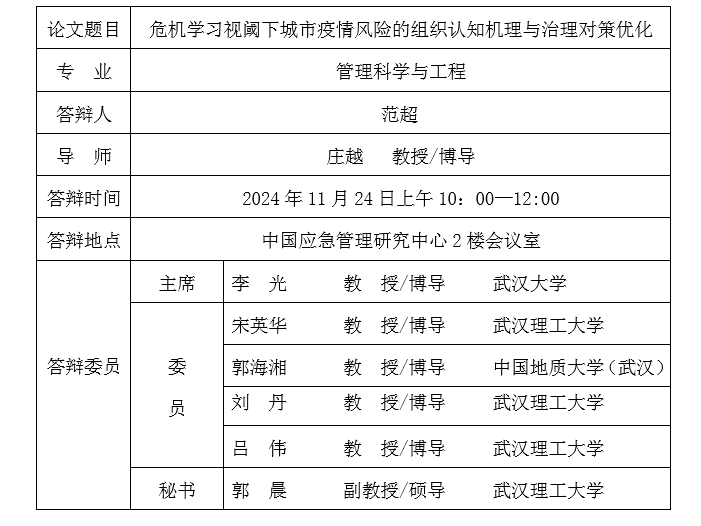 论文题目 危机学习视阈下城市疫情风险的组织认知机理与治理对策优化
专 业 管理科学与工程
答辩人 范超
导 师 庄越 教授/博导
答辩时间 2024年11月24日上午10：00—12:00
答辩地点 中国应急管理研究中心2楼会议室
答辩委员 主席 李 光 教 授/博导 武汉大学
委员 宋英华 教 授/博导 武汉理工大学
郭海湘 教 授/博导 中国地质大学（武汉）
刘 丹 教 授/博导 武汉理工大学
吕 伟 教 授/博导 武汉理工大学
秘书 郭 晨 副教授/硕导 武汉理工大学